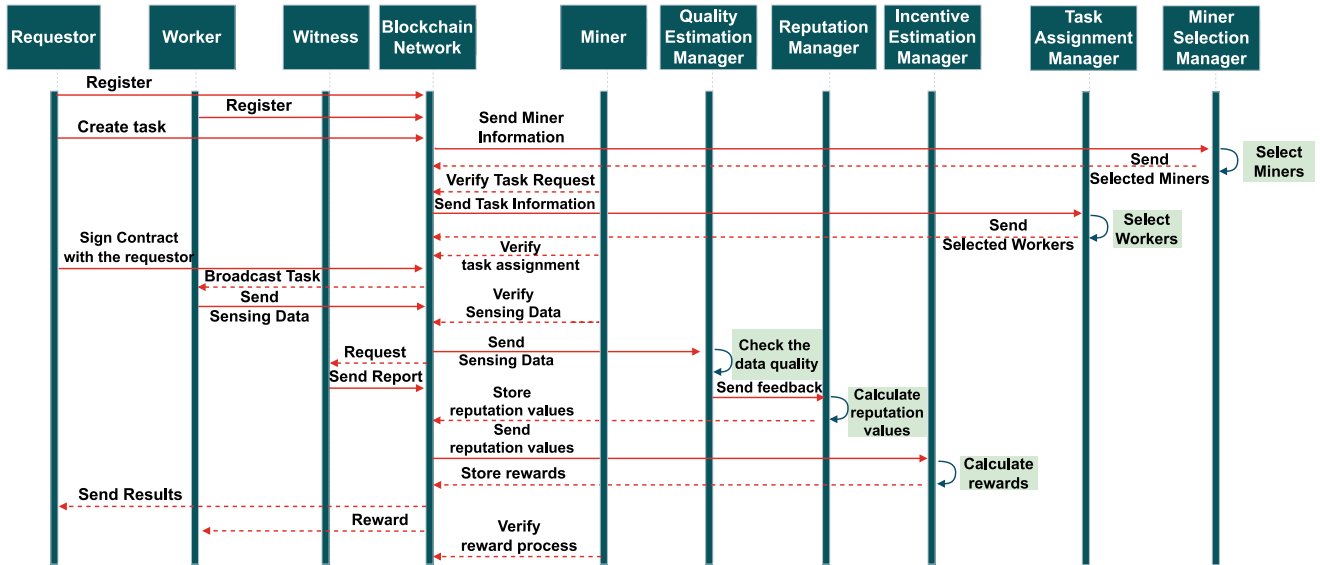 Requestor
Worker
Witness
Blockchain
Network
Miner
Quality
Estimation
Manager
Reputation
Manager
Incentive
Estimation
Manager
Task
Assignment
Manager
Miner
Selection
Manager
Register
Register
Create task
Send Miner
Information
Send
Selected Miners
Select
Miners
Verify Task Request
Send Task Information
Send
Selected Workers
Select
Workers
Sign Contract
with the requestor
Verify
task assignment
Broadcast Task
Send
Sensing Data
Verify
Sensing Data
Send
Sensing Data
Check the
data quality
Request
Send Report
Send feedback
Calculate
reputation
values
Store
reputation values
Send
reputation values
Calculate
rewards
Store rewards
Send Results
Reward
Verify
reward process